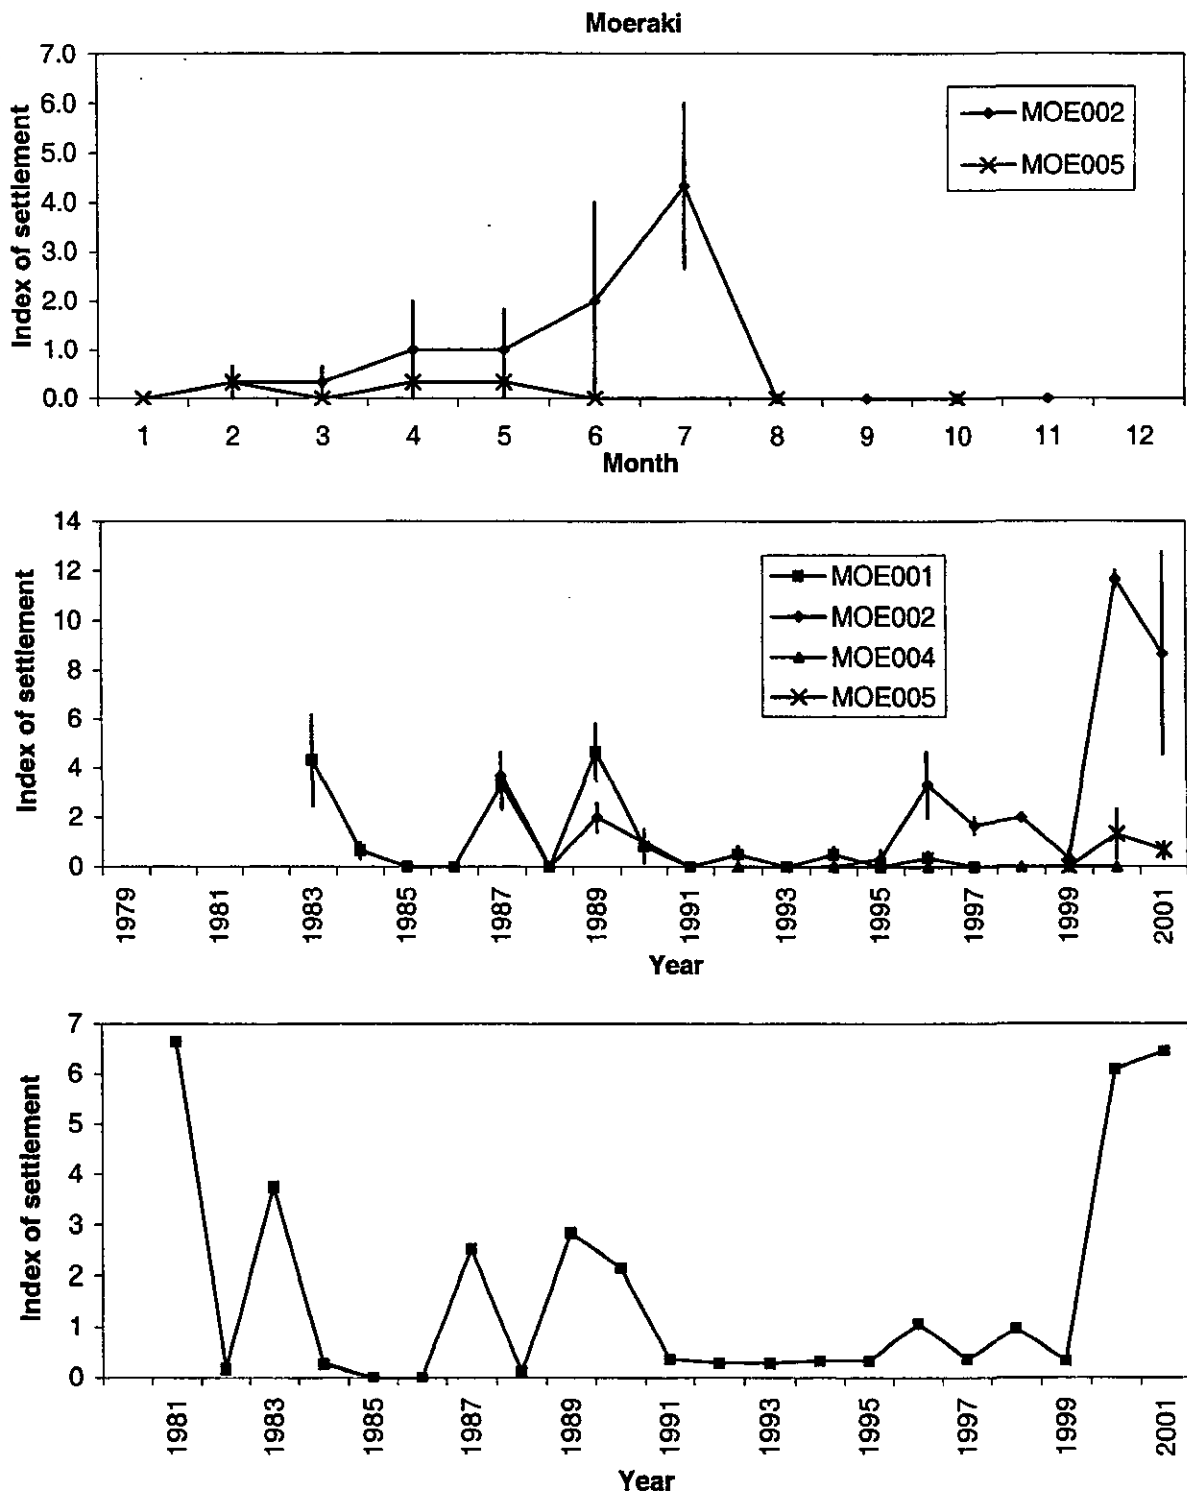 Moeraki
7.0
6.0
5.0
4.0
3.0
2.0
1.0
0.0
Index of settlement
MOE002
MOE005
1 2 3 4 5 6 7 8 9 10 11 12
Month
14
12
10
8
6
4
2
0
Index of settlement
MOE001
MOE002
MOE004
MOE005
1979 1981 1983 1985 1987 1989 1991 1993 1995 1997 1999 2001
Year
7
6
5
4
3
2
1
0
Index of settlement
1981 1983 1985 1987 1989 1991 1993 1995 1997 1999 2001
Year